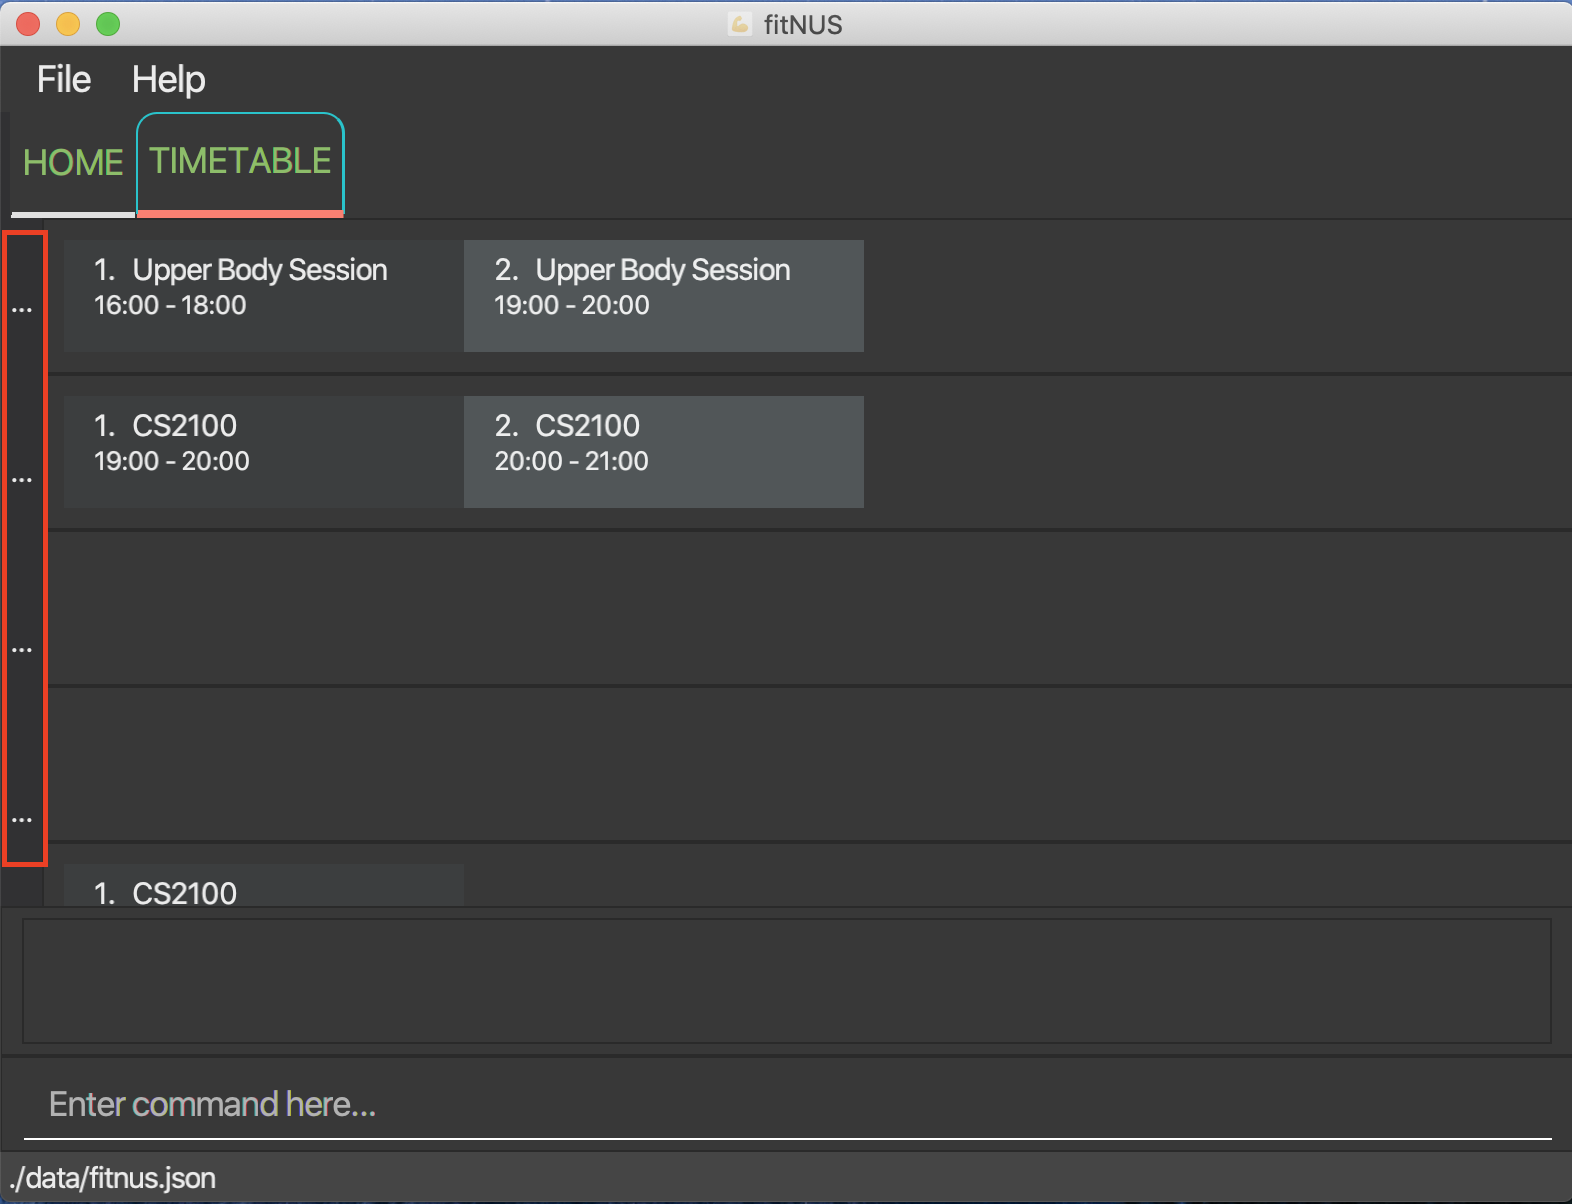 fitNUS
File Help
HOME TIMETABLE
... 1. Upper Body Session 2. Upper Body Session
16:00 - 18:00 19:00 - 20:00
... 1. CS2100 2. CS2100
19:00 - 20:00 20:00 - 21:00
...
...
1. CS2100
Enter command here...
./data/fitnus.json